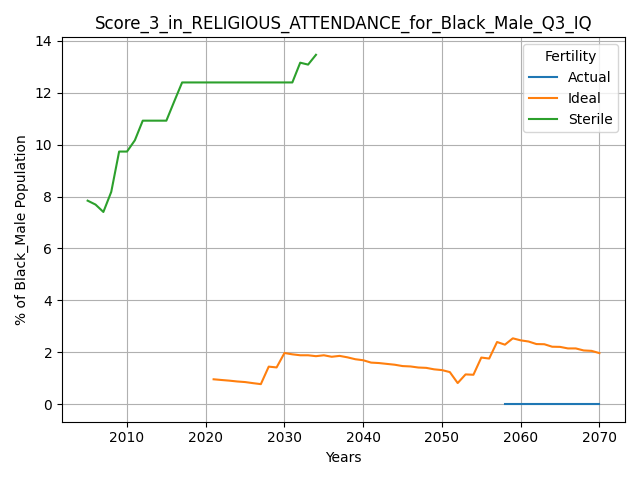 Score_3_in_RELIGIOUS_ATTENDANCE_for_Black_Male_Q3_IQ
% of Black_Male Population
14
12
10
8
6
4
2
0
Fertility
Actual
Ideal
Sterile
2010 2020 2030 2040 2050 2060 2070
Years